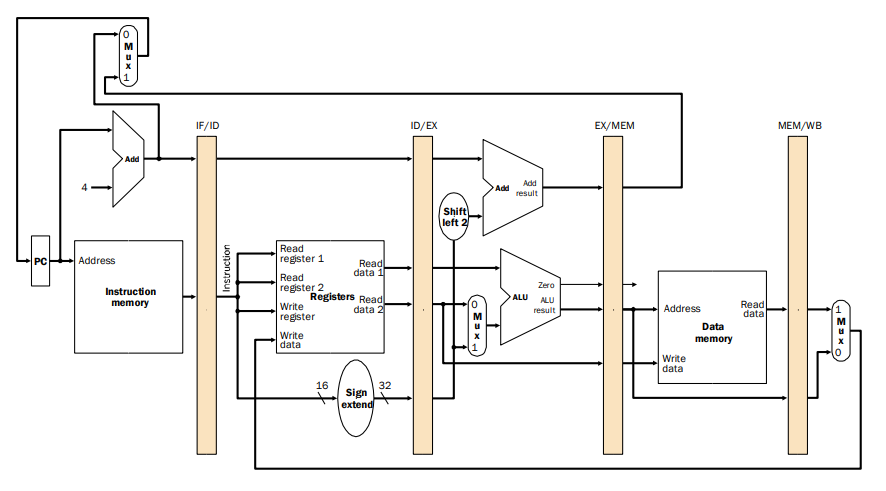 0
M
u
x
1
IF/ID
ID/EX
EX/MEM
MEM/WB
Add
4
Add
Add
result
Shift
left 2
PC
Address
Instruction
memory
Instruction
Read
register 1
Read
register 2
Write
register
Write
data
Registers
Read
data 1
Read
data 2
0
M
u
x
1
ALU
Zero
ALU
result
Address
Read
data
Data
memory
Write
data
1
M
u
x
0
16
Sign
extend
32